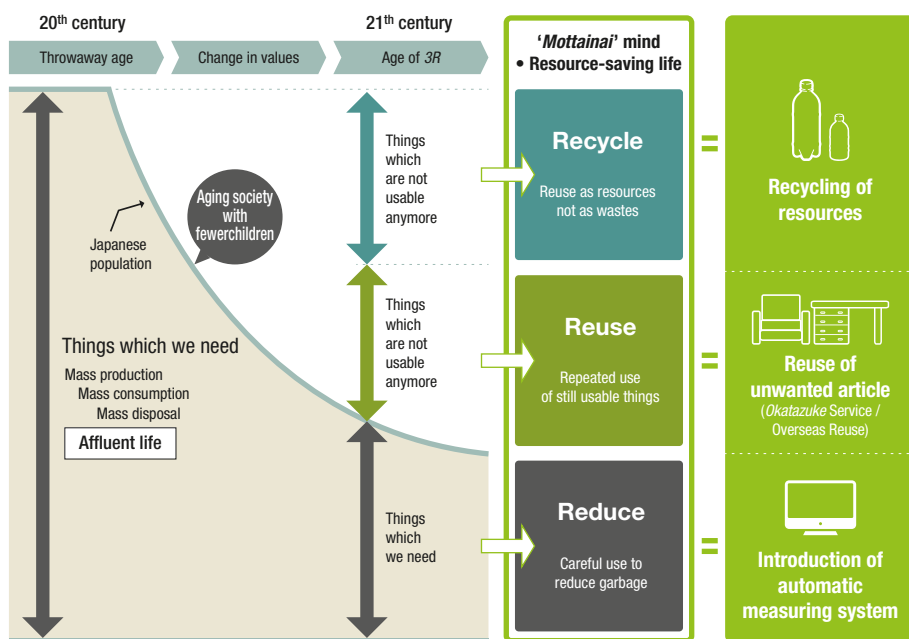 20th century
21th century
Throwaway age
Change in values
Age of 3R
Japanese
population
Aging society
with
fewerchildren
Things which we need
Mass production
Mass consumption
Mass disposal
Affluent life
Things
which
are not
usable
anymore
Things
which
are not
usable
anymore
Things
which
we need
‘Mottainai’ mind
• Resource-saving life
Recycle
Reuse as resources
not as wastes
Reuse
Repeated use
of still usable things
Reduce
Careful use to
reduce garbage
=
Recycling of
resources
=
Reuse of
unwanted article
(Okatazuke Service /
Overseas Reuse)
=
Introduction of
automatic
measuring system